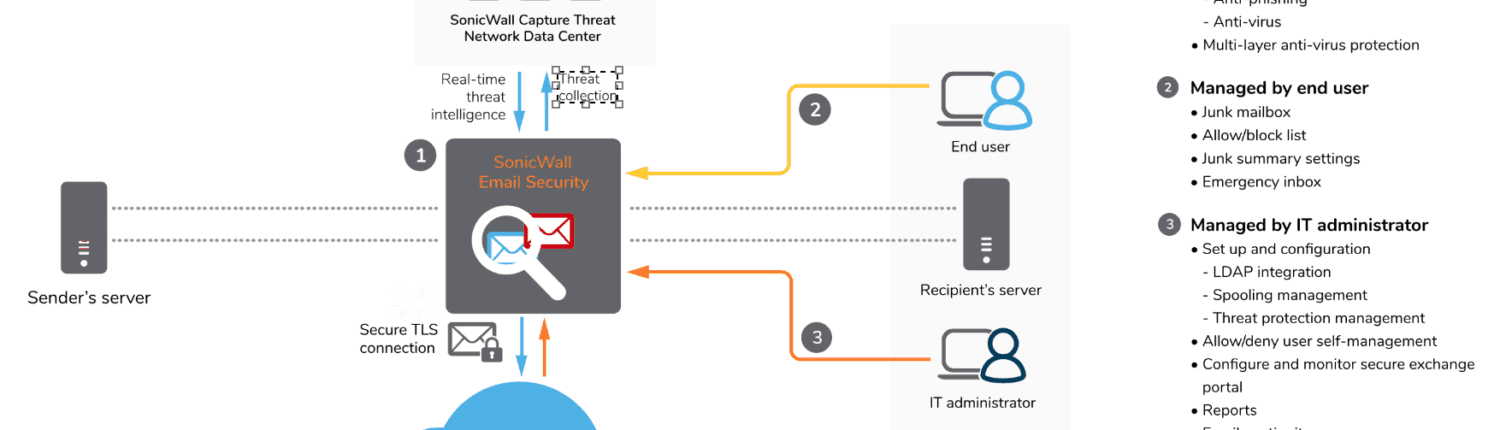 SonicWall Capture Threat
Network Data Center
Real-time
threat
intelligence
Threat
collection
1
SonicWall
Email Security
2
End user
Sender's server
Recipient's server
Secure TLS
connection
3
IT administrator
- Anti-phishing
- Anti-virus
• Multi-layer anti-virus protection
2 Managed by end user
• Junk mailbox
• Allow/block list
• Junk summary settings
• Emergency inbox
3 Managed by IT administrator
• Set up and configuration
- LDAP integration
- Spooling management
- Threat protection management
• Allow/deny user self-management
• Configure and monitor secure exchange
portal
• Reports